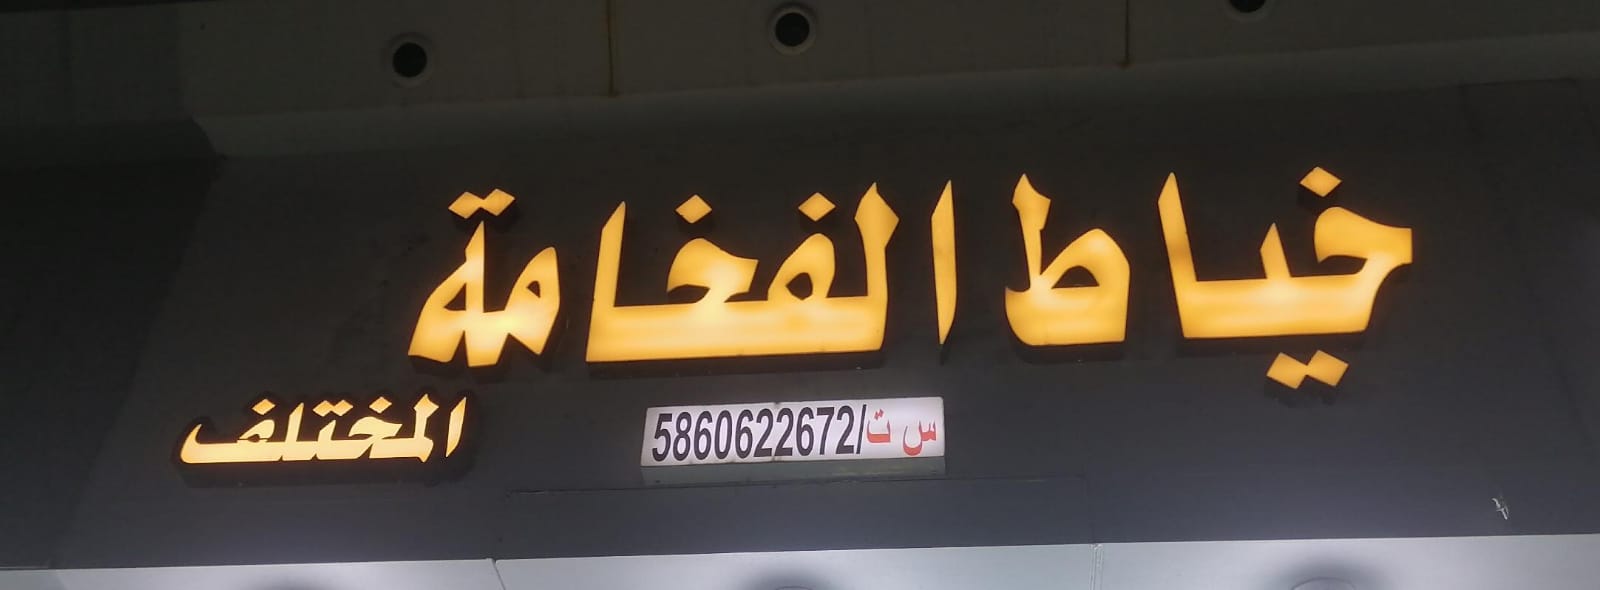 خياط الفخامة
المختلف
س ت/5860622672